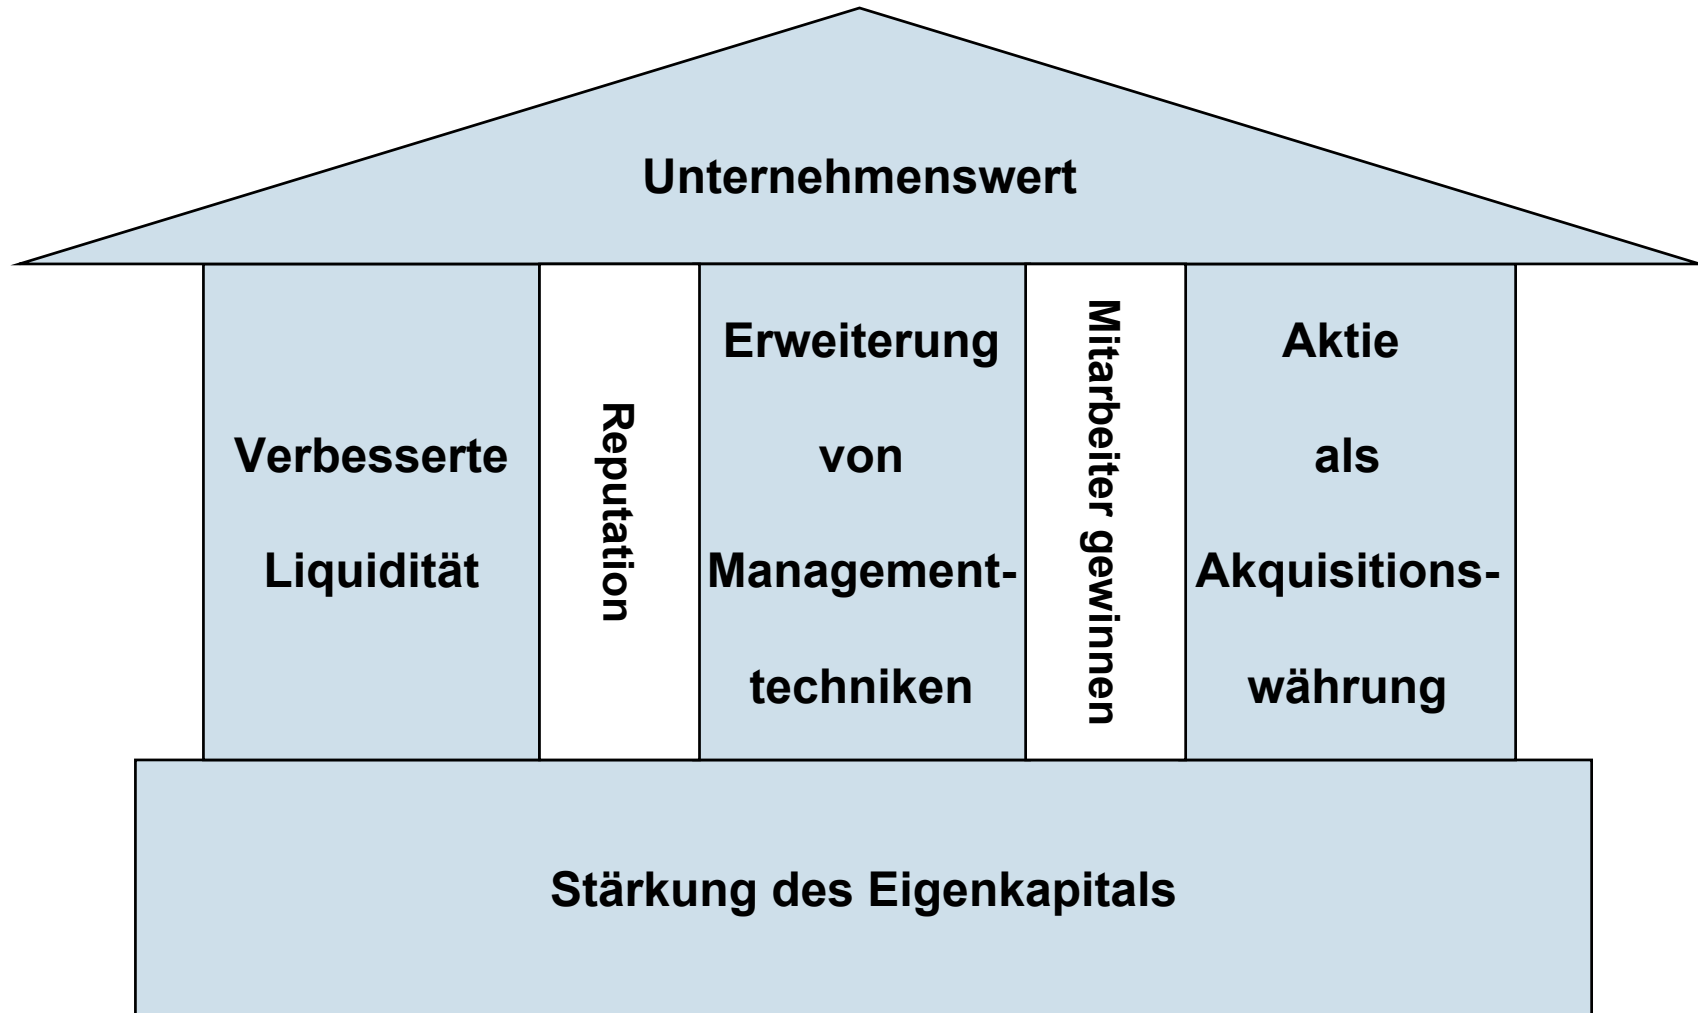 Unternehmenswert
Verbesserte
Liquidität
Reputation
Erweiterung
von
Management-
techniken
Mitarbeiter gewinnen
Aktie
als
Akquisitions-
währung
Stärkung des Eigenkapitals